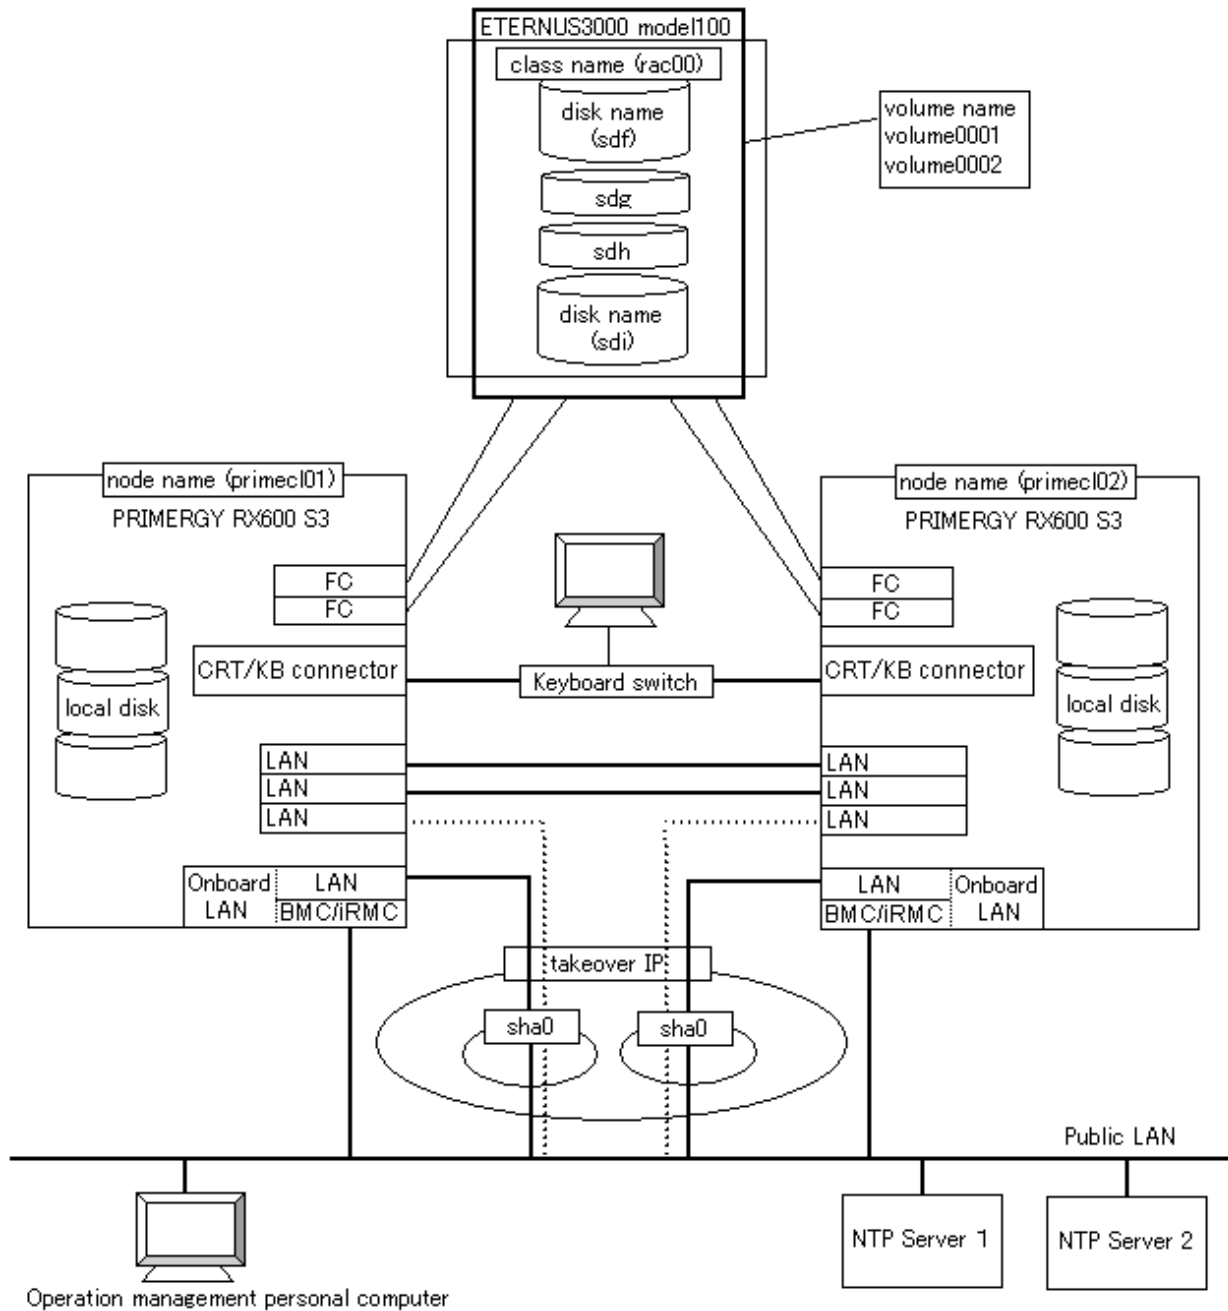 ETERNUS3000 model100
class name (rac00)
disk name
(sdf)
sdg
sdh
disk name
(sdi)
volume name
volume0001
volume0002
node name (primecl01)
PRIMERGY RX600 S3
FC
FC
CRT/KB connector
local disk
LAN
LAN
LAN
Onboard
LAN
LAN
BMC/iRMC
Keyboard switch
node name (primecl02)
PRIMERGY RX600 S3
FC
FC
CRT/KB connector
local disk
LAN
LAN
LAN
LAN
BMC/iRMC
Onboard
LAN
takeover IP
sha0
sha0
Public LAN
NTP Server 1
NTP Server 2
Operation management personal computer